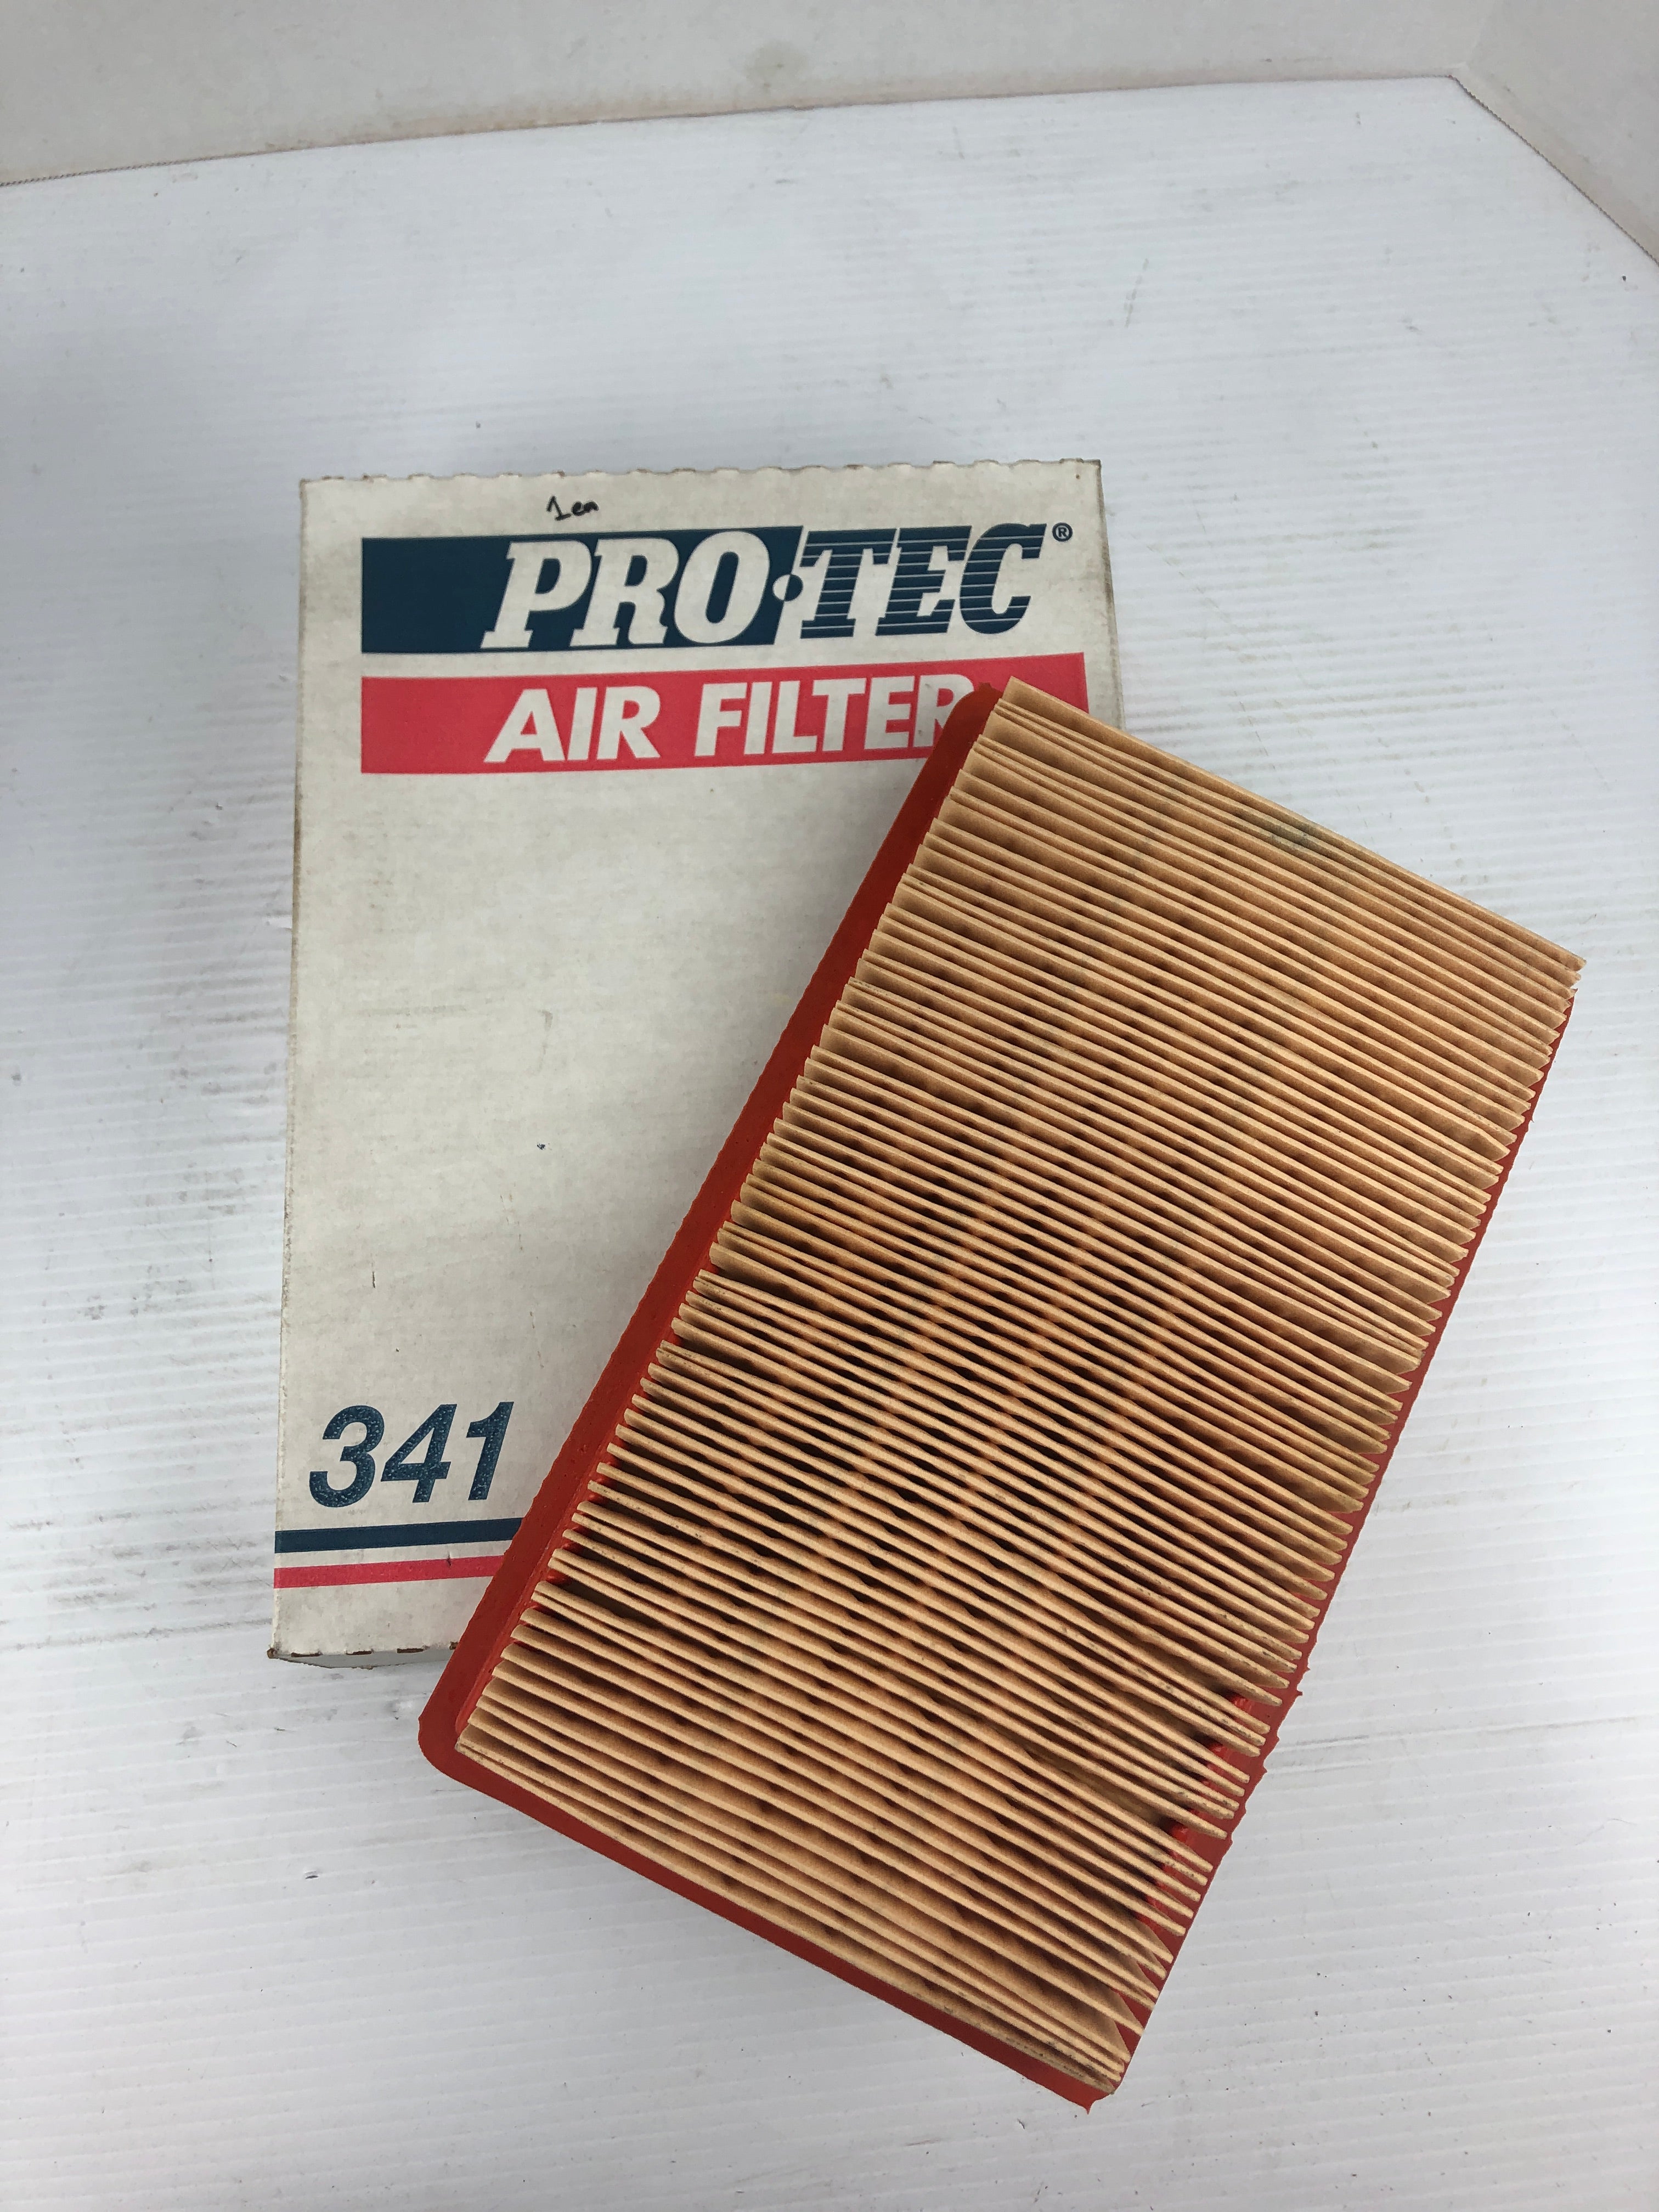 1ea
PRO·TEC®
AIR FILTER
341